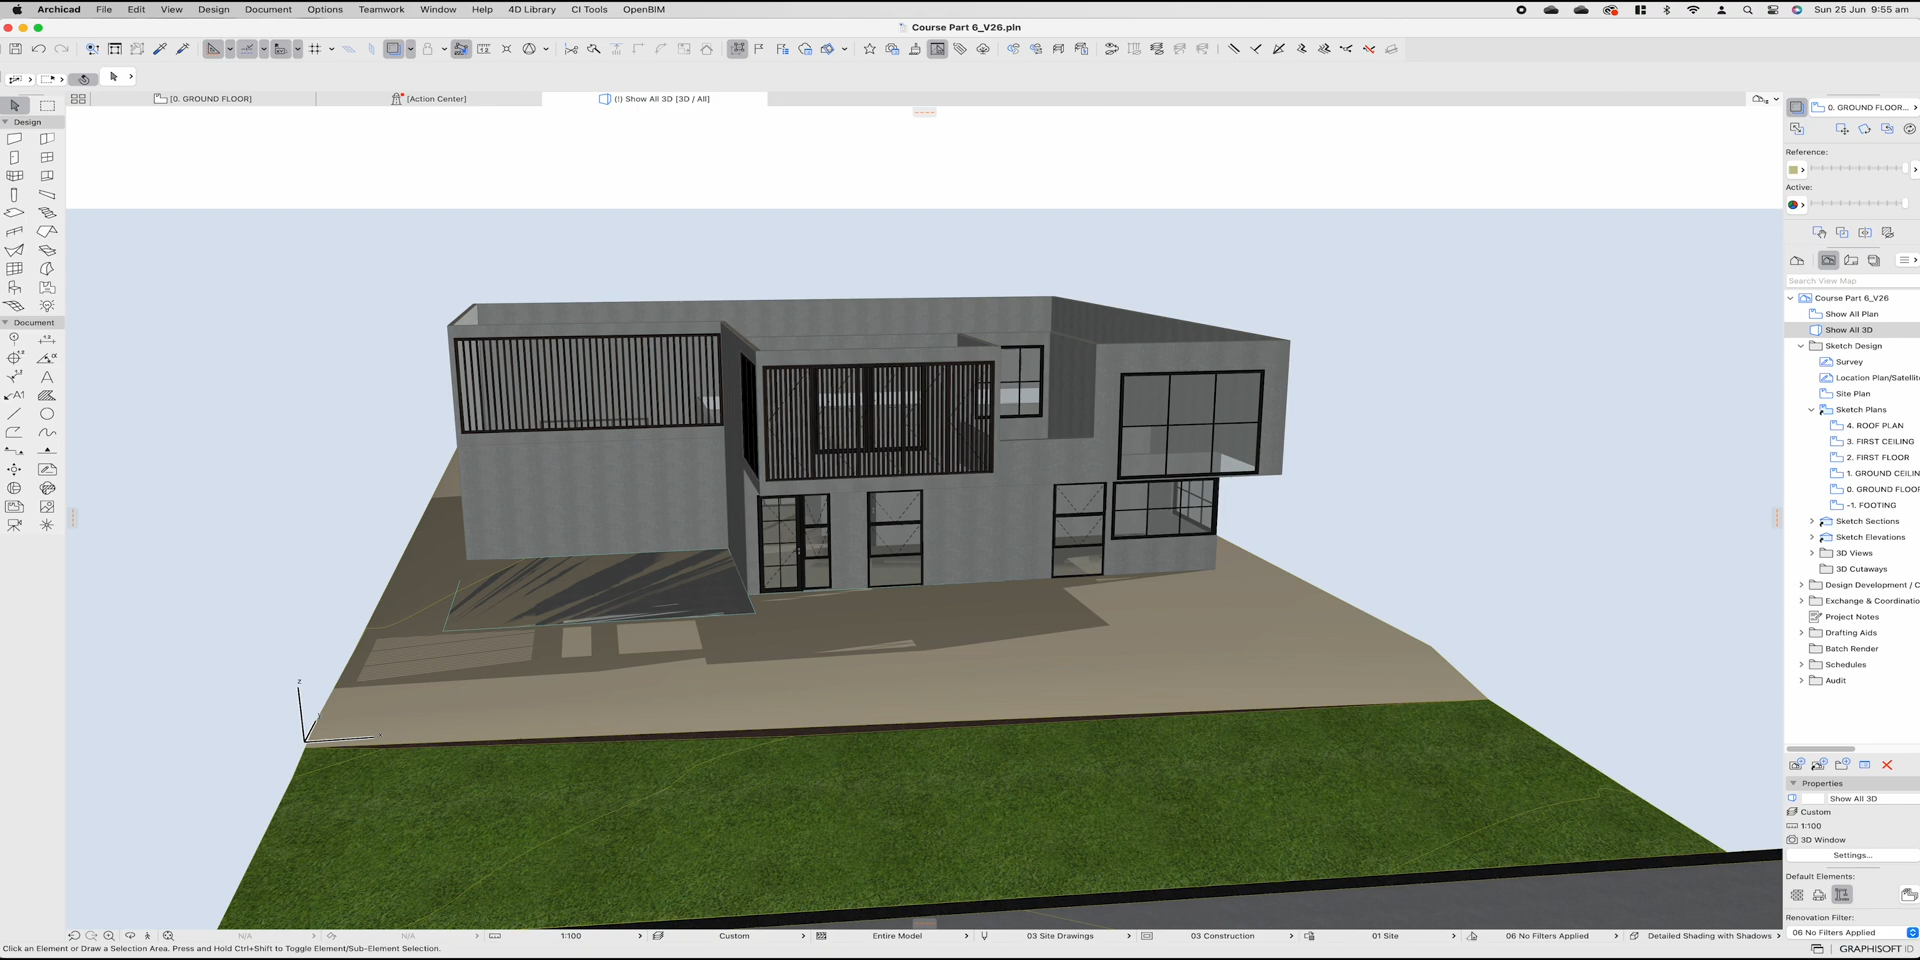 Archicad File Edit View Design Document Options Teamwork Window Help 4D Library CI Tools OpenBIM Sun 25 Jun 9:55 am
Course Part 6_V26.pln
[0. GROUND FLOOR] [Action Center] (!) Show All 3D [3D / All]
Design
Document
A1
z
x
0. GROUND FLOOR...
Reference:
Active:
Search View Map
Course Part 6_V26
Show All Plan
Show All 3D
Sketch Design
Survey
Location Plan/Satellit
Site Plan
Sketch Plans
4. ROOF PLAN
3. FIRST CEILING
2. FIRST FLOOR
1. GROUND CEILIN
0. GROUND FLOOR
-1. FOOTING
Sketch Sections
Sketch Elevations
3D Views
3D Cutaways
Design Development / C
Exchange & Coordinatio
Project Notes
Drafting Aids
Batch Render
Schedules
Audit
Properties
Show All 3D
Custom
1:100
3D Window
Settings...
Default Elements:
Renovation Filter:
06 No Filters Applied
N/A N/A 1:100 Custom Entire Model 03 Site Drawings 03 Construction 01 Site 06 No Filters Applied Detailed Shading with Shadows
Click an Element or Draw a Selection Area. Press and Hold Ctrl+Shift to Toggle Element/Sub-Element Selection.
GRAPHISOFT ID